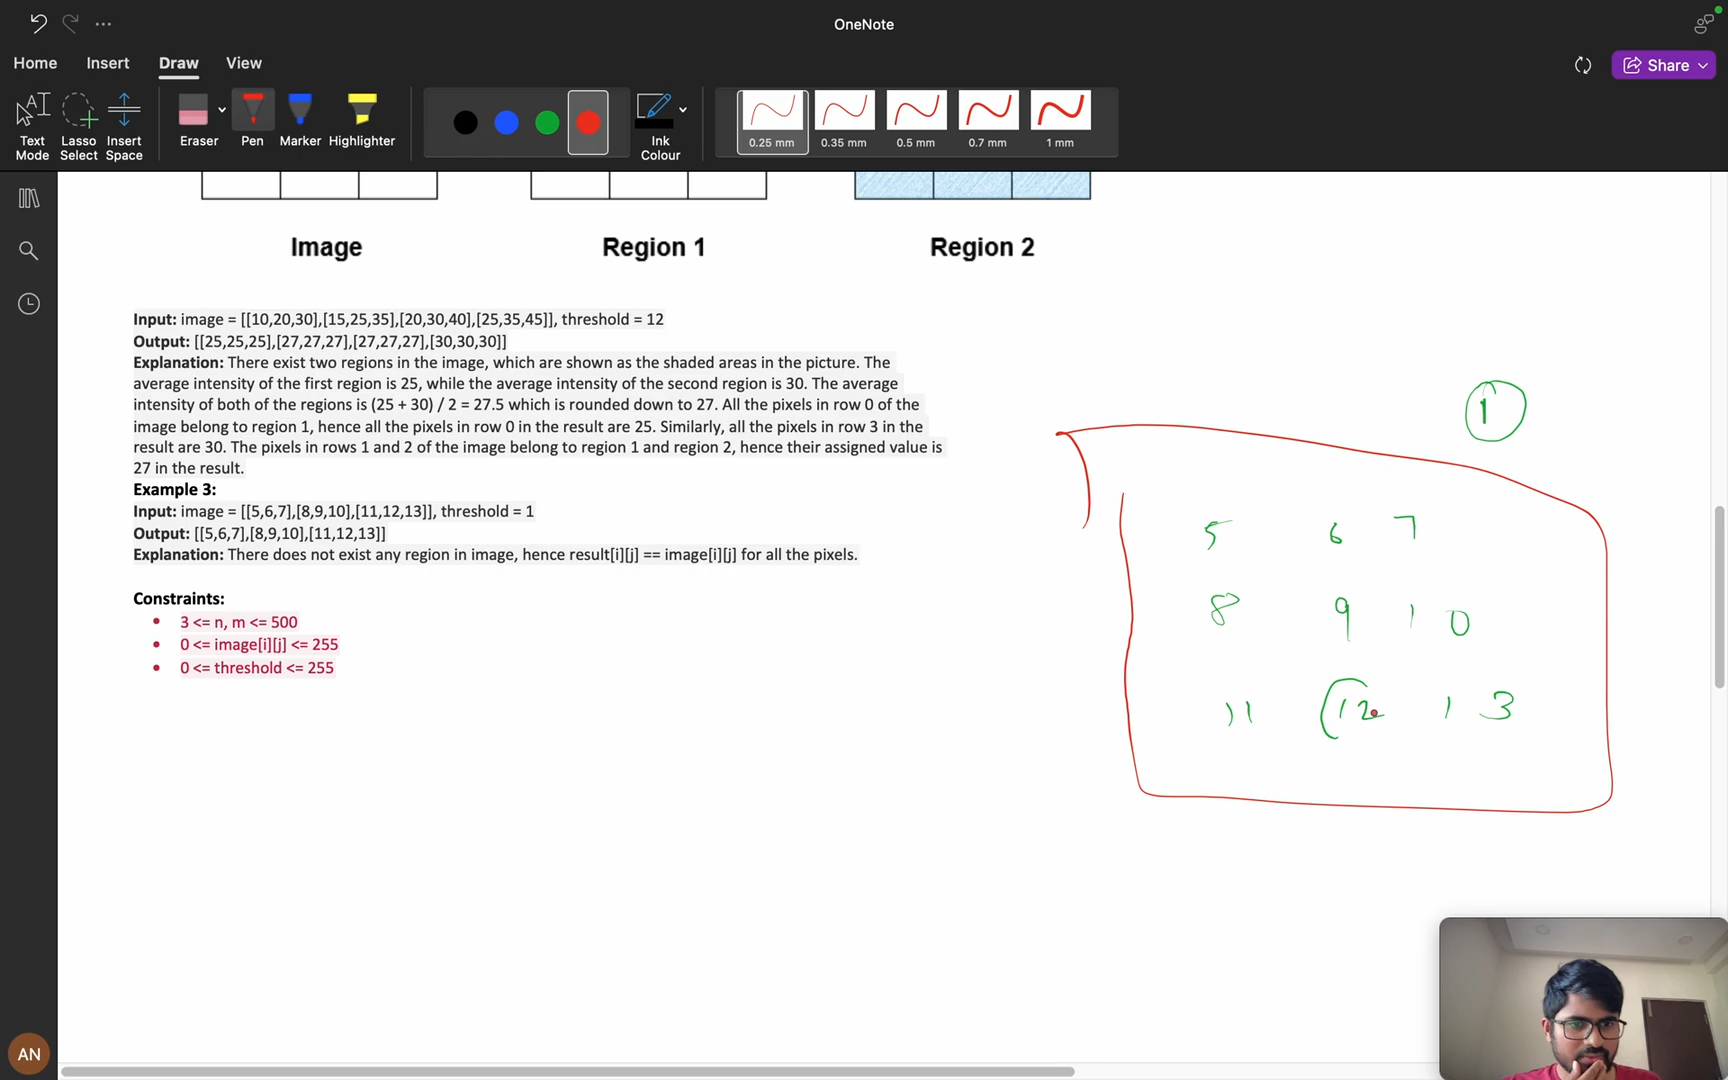 OneNote
Home Insert Draw View
Share
Text Mode
Lasso Select
Insert Space
Eraser
Pen
Marker
Highlighter
Ink Colour
0.25 mm
0.35 mm
0.5 mm
0.7 mm
1 mm
Image Region 1 Region 2
Input: image = [[10,20,30],[15,25,35],[20,30,40],[25,35,45]], threshold = 12
Output: [[25,25,25],[27,27,27],[27,27,27],[30,30,30]]
Explanation: There exist two regions in the image, which are shown as the shaded areas in the picture. The
average intensity of the first region is 25, while the average intensity of the second region is 30. The average
intensity of both of the regions is (25 + 30) / 2 = 27.5 which is rounded down to 27. All the pixels in row 0 of the
image belong to region 1, hence all the pixels in row 0 in the result are 25. Similarly, all the pixels in row 3 in the
result are 30. The pixels in rows 1 and 2 of the image belong to region 1 and region 2, hence their assigned value is
27 in the result.
Example 3:
Input: image = [[5,6,7],[8,9,10],[11,12,13]], threshold = 1
Output: [[5,6,7],[8,9,10],[11,12,13]]
Explanation: There does not exist any region in image, hence result[i][j] == image[i][j] for all the pixels.
Constraints:
• 3 <= n, m <= 500
• 0 <= image[i][j] <= 255
• 0 <= threshold <= 255
1
5 6 7
8 9 10
11 (12 13
AN